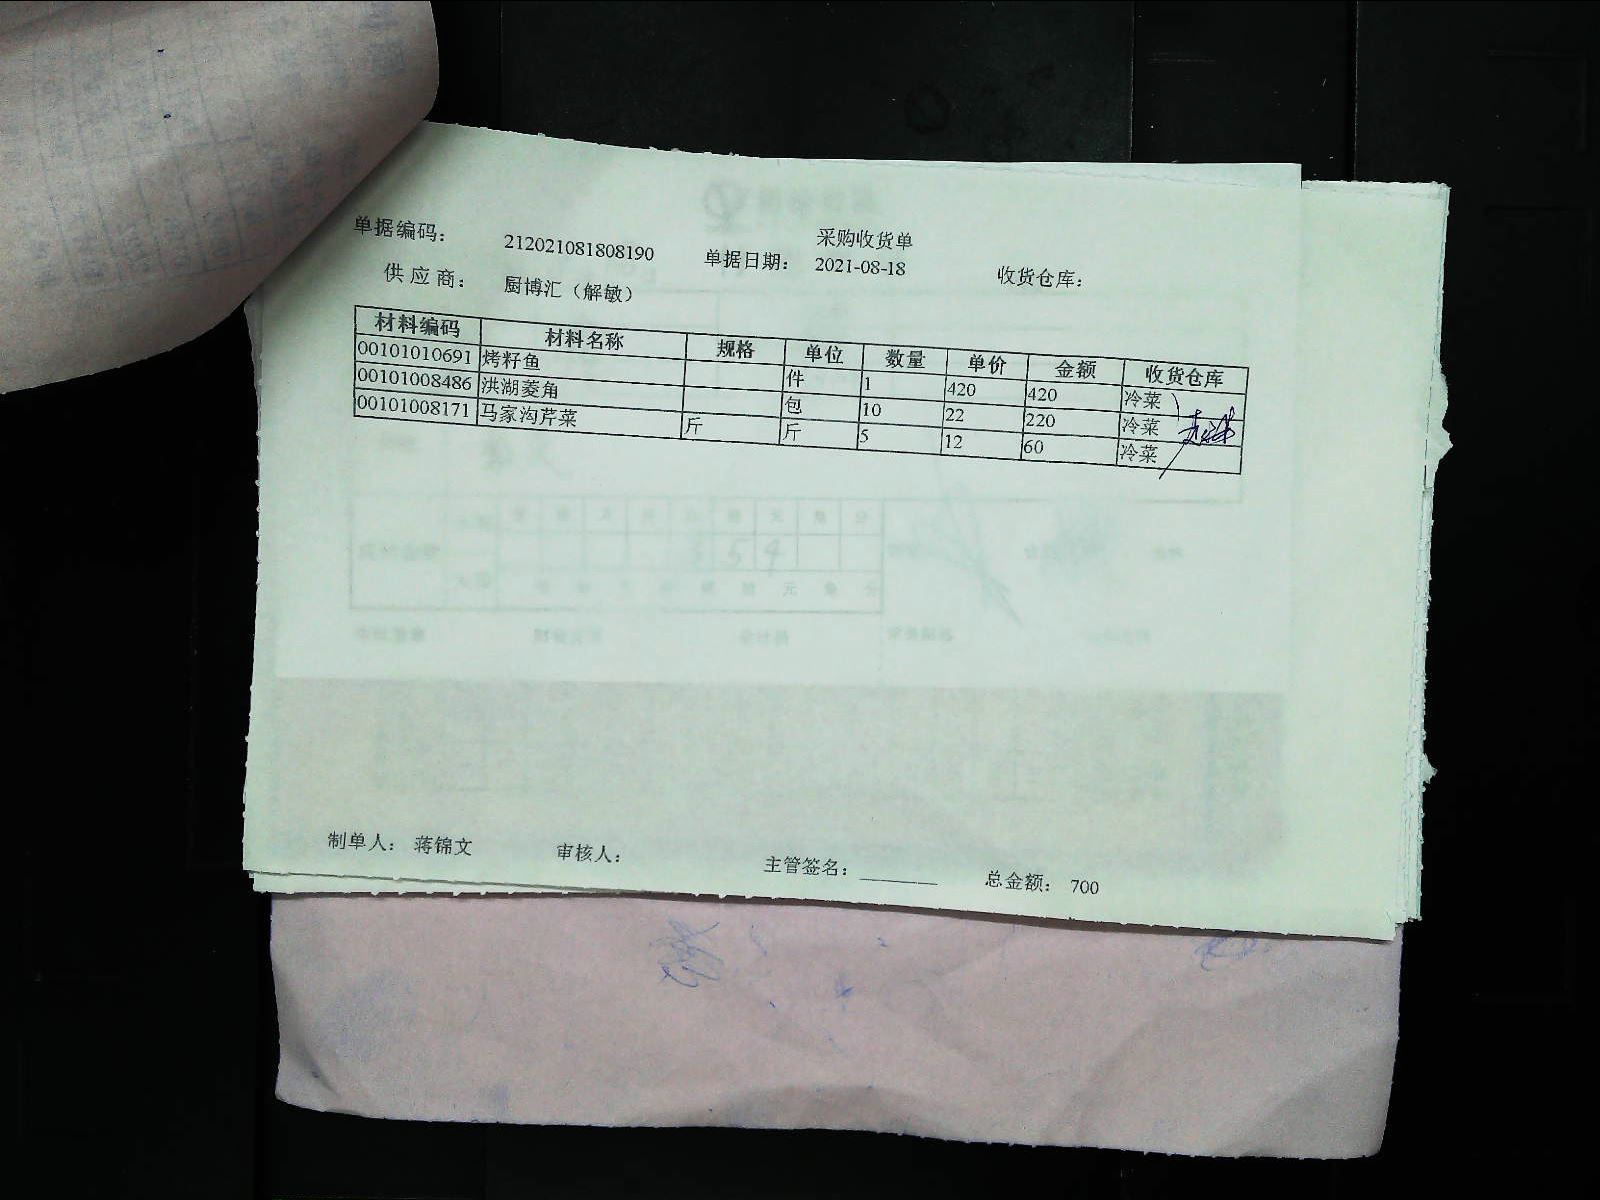 采购收货单
单据编码： 212021081808190 单据日期： 2021-08-18 收货仓库：
供应商： 厨博汇（解敏）
材料编码 材料名称 规格 单位 数量 单价 金额 收货仓库
00101010691 烤籽鱼 件 1 420 420 冷菜
00101008486 洪湖菱角 包 10 22 220 冷菜
00101008171 马家沟芹菜 斤 斤 5 12 60 冷菜
制单人： 蒋锦文 审核人： 主管签名： 总金额： 700